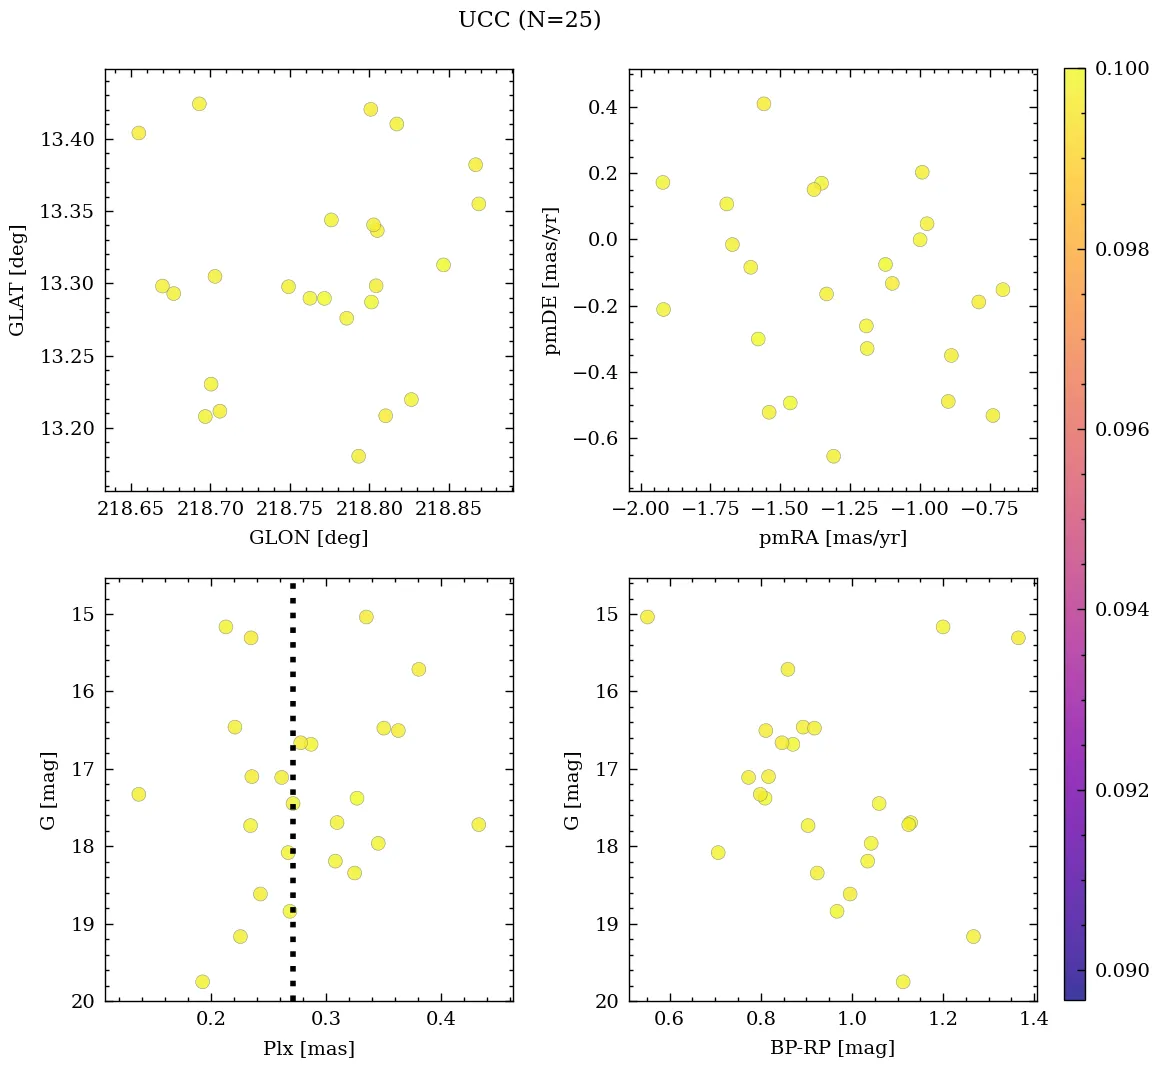 UCC (N=25)
13.40
13.35
13.30
13.25
13.20
GLAT [deg]
218.65 218.70 218.75 218.80 218.85
GLON [deg]
0.4
0.2
0.0
−0.2
−0.4
−0.6
pmDE [mas/yr]
−2.00 −1.75 −1.50 −1.25 −1.00 −0.75
pmRA [mas/yr]
15
16
17
18
19
20
G [mag]
0.2 0.3 0.4
Plx [mas]
15
16
17
18
19
20
G [mag]
0.6 0.8 1.0 1.2 1.4
BP-RP [mag]
0.100
0.098
0.096
0.094
0.092
0.090